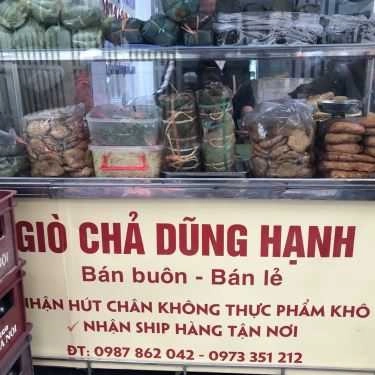 GIÒ CHẢ DŨNG HẠNH
Bán buôn - Bán lẻ
NHẬN HÚT CHÂN KHÔNG THỰC PHẨM KHÔ
✓ NHẬN SHIP HÀNG TẬN NƠI
ĐT: 0987 862 042 - 0973 351 212